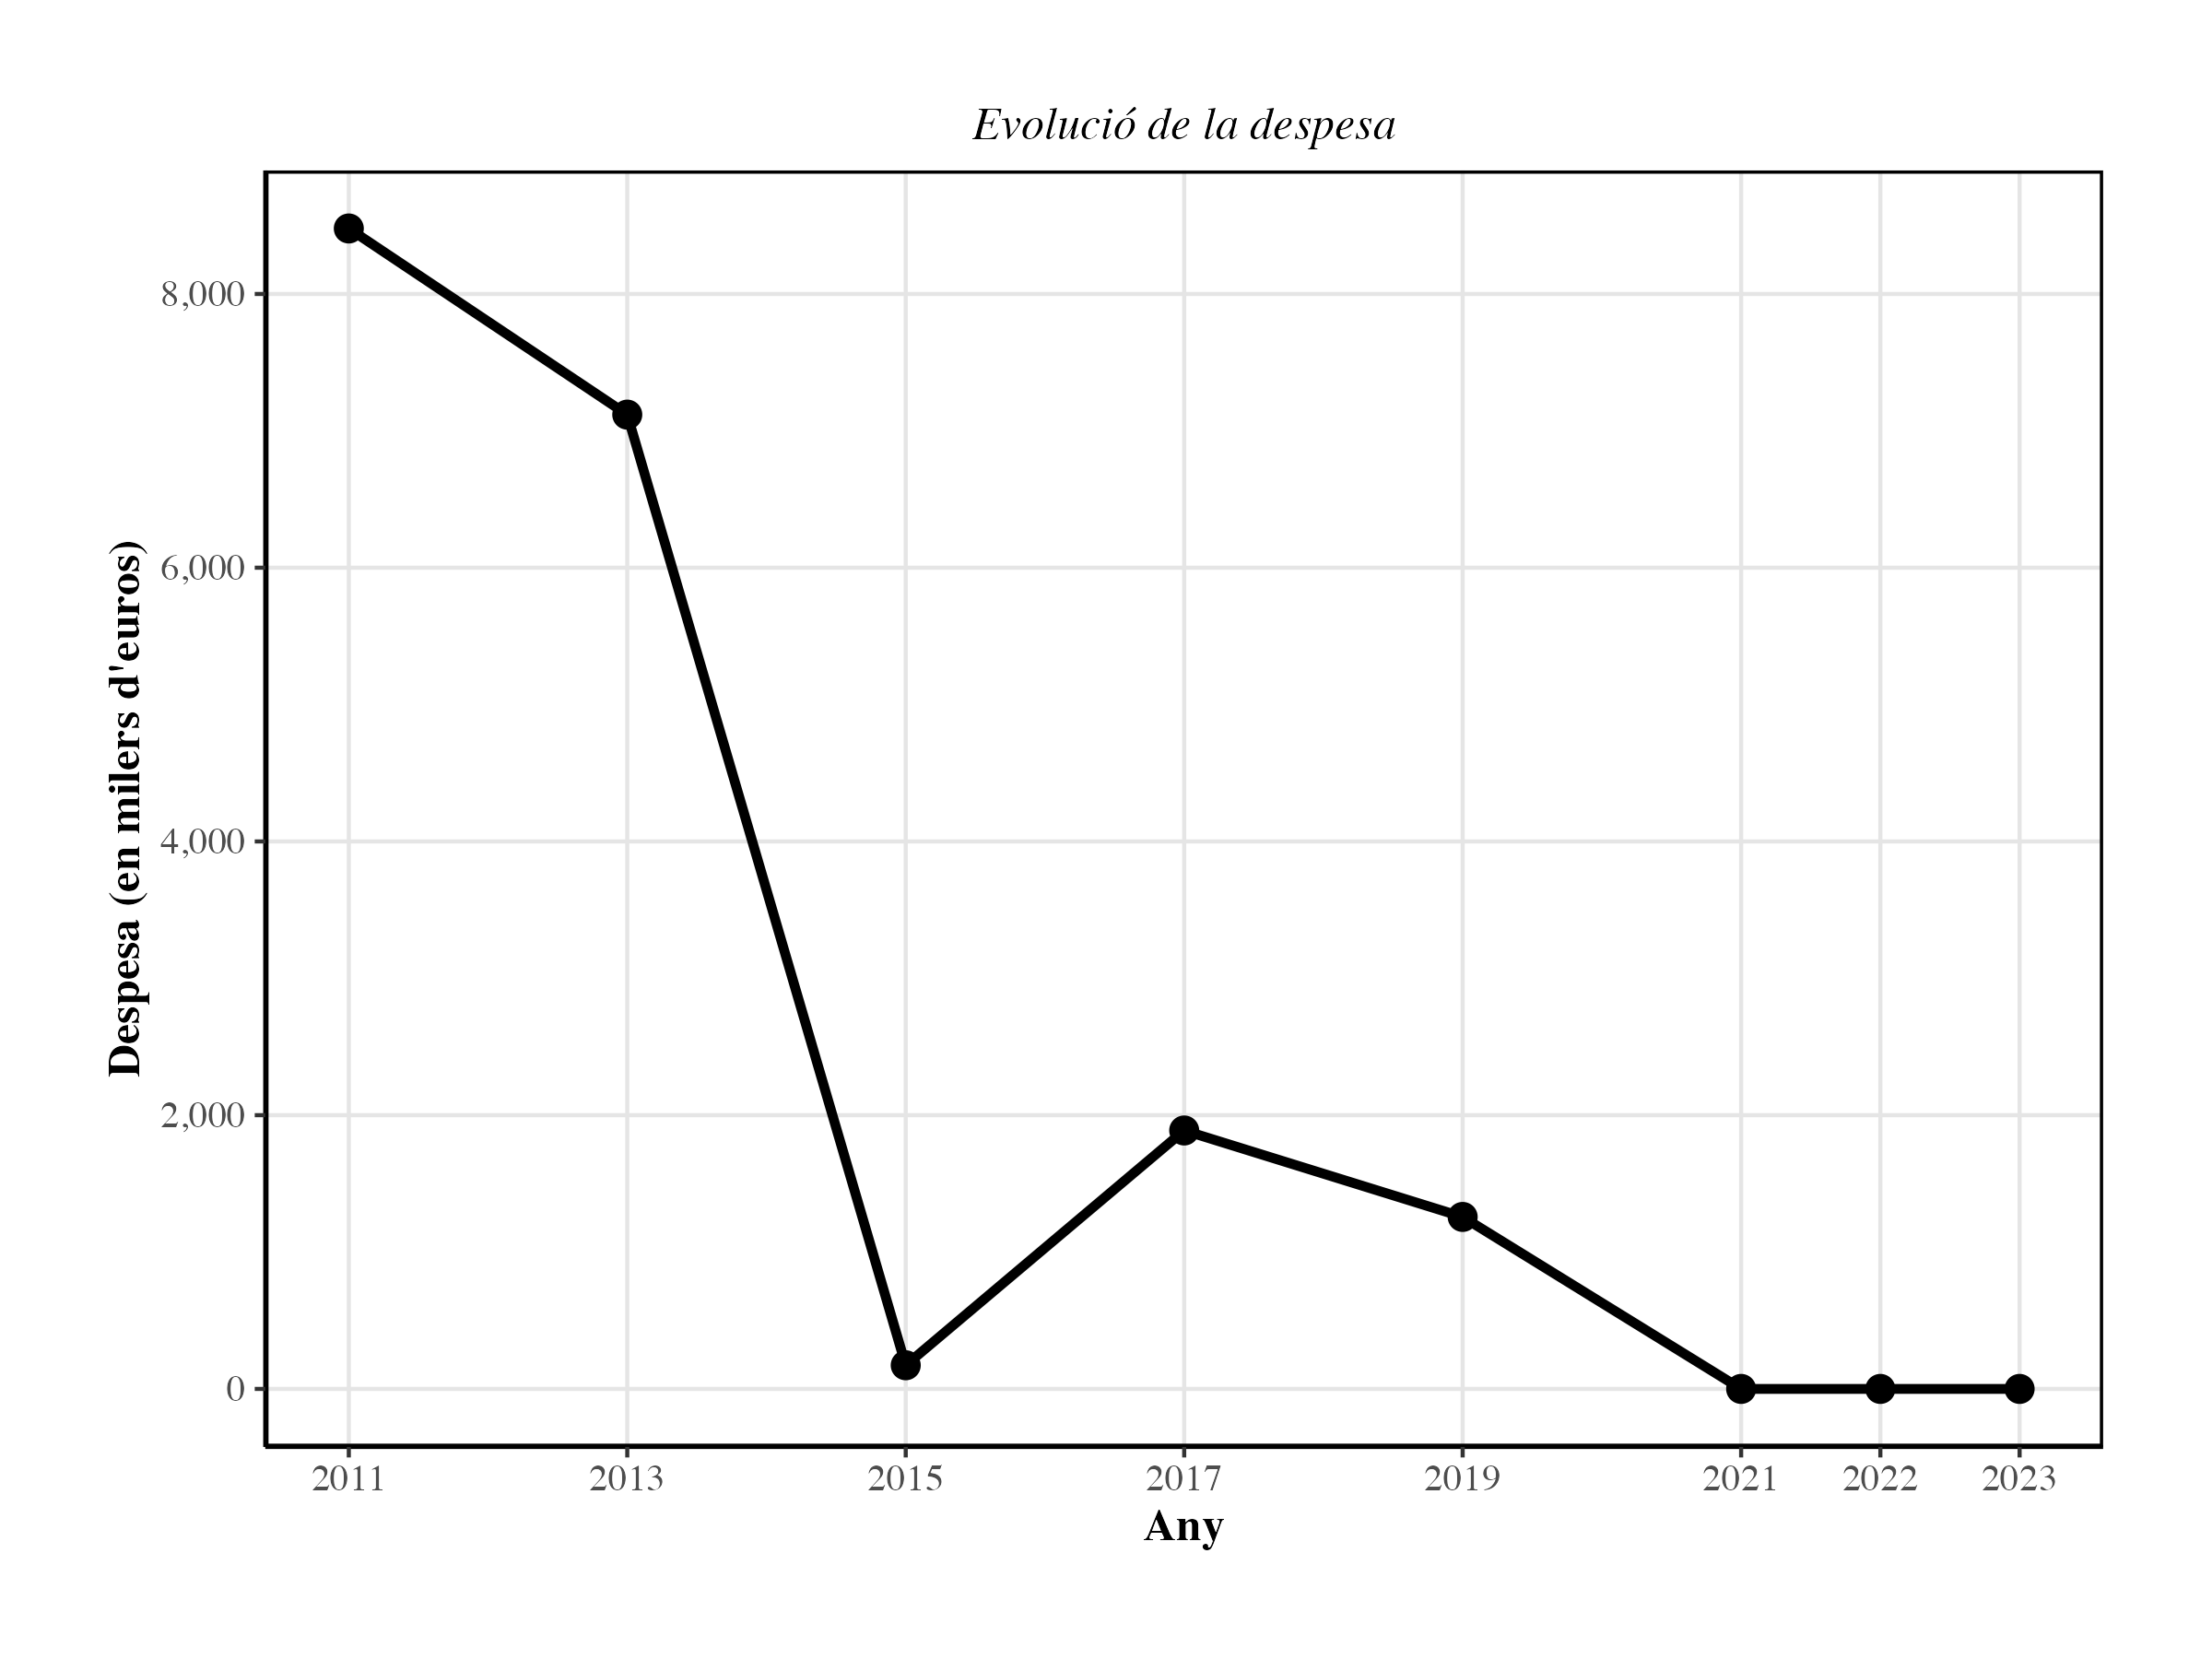 Evolució de la despesa
Despesa (en milers d'euros)
8,000
6,000
4,000
2,000
0
2011 2013 2015 2017 2019 2021 2022 2023
Any